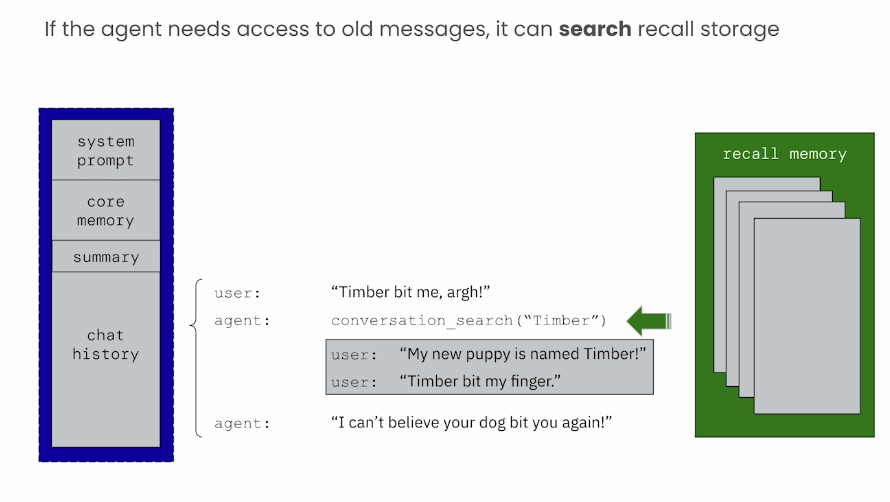 If the agent needs access to old messages, it can search recall storage
system
prompt
core
memory
summary
chat
history
user: “Timber bit me, argh!”
agent: conversation_search(“Timber”)
user: “My new puppy is named Timber!”
user: “Timber bit my finger.”
agent: “I can’t believe your dog bit you again!”
recall memory